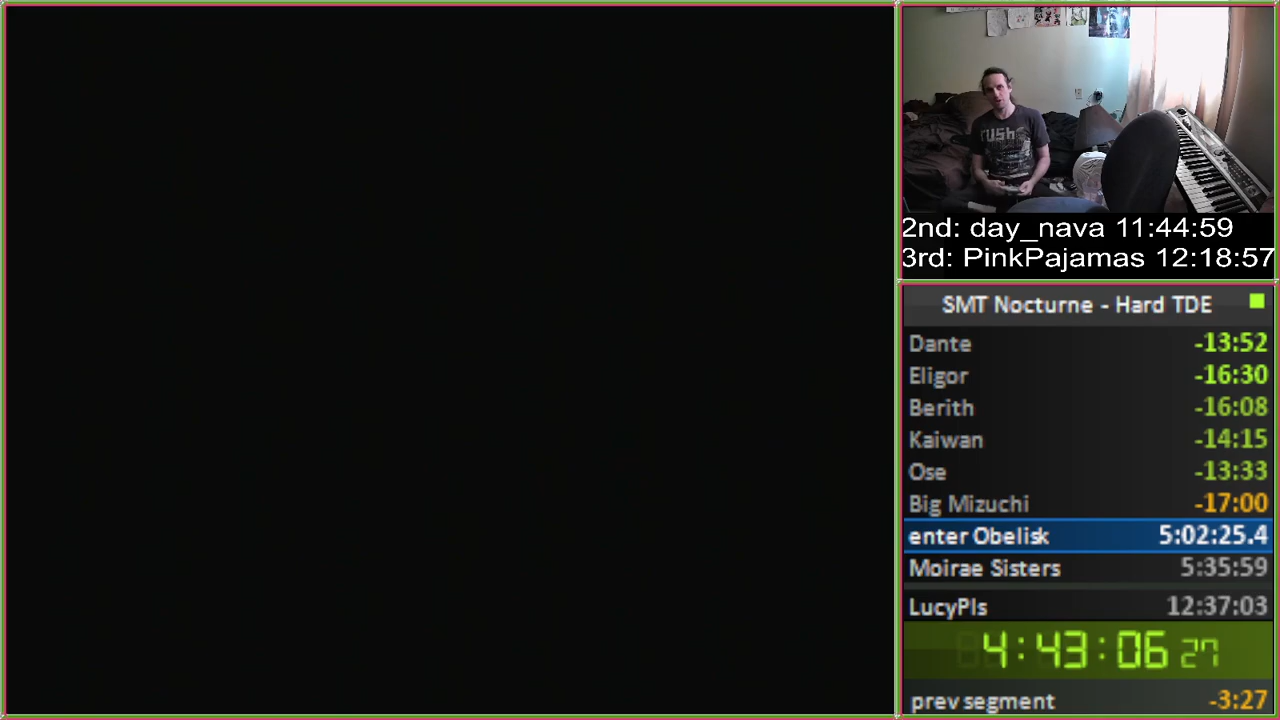 rush
2nd: day_nava 11:44:59
3rd: PinkPajamas 12:18:57
SMT Nocturne - Hard TDE
Dante -13:52
Eligor -16:30
Berith -16:08
Kaiwan -14:15
Ose -13:33
Big Mizuchi -17:00
enter Obelisk 5:02:25.4
Moirae Sisters 5:35:59
LucyPls 12:37:03
4:43:06 27
prev segment -3:27